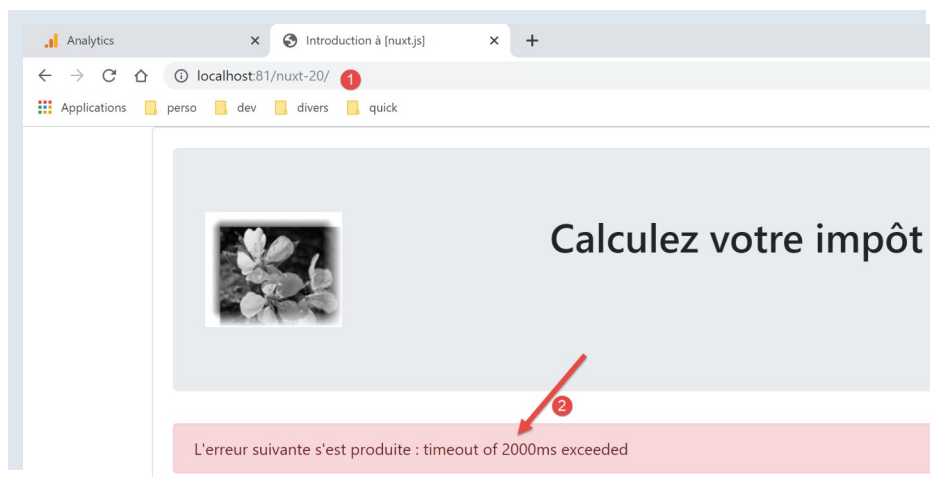 Analytics
Introduction à [nuxt.js]
localhost:81/nuxt-20/
1
Applications perso dev divers quick
Calculez votre impôt
2
L'erreur suivante s'est produite : timeout of 2000ms exceeded